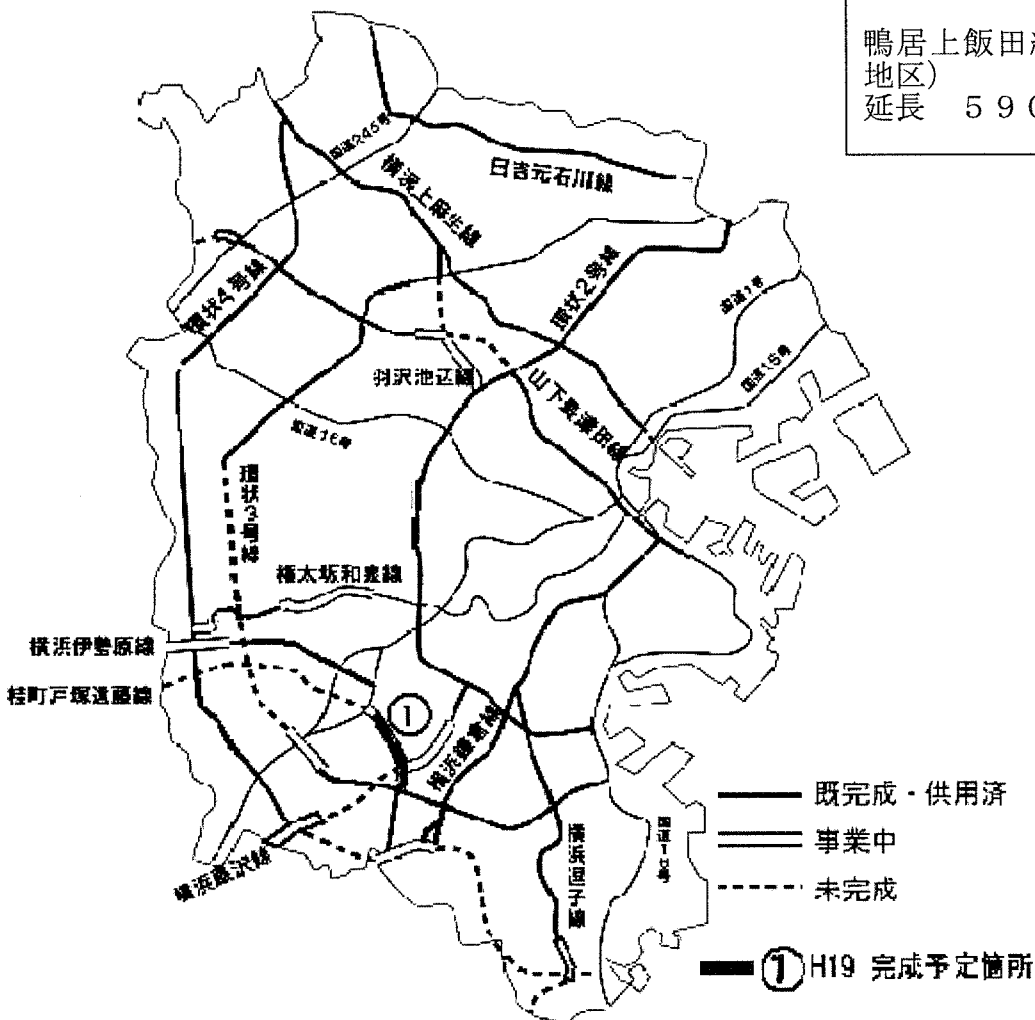 鴨居上飯田
地区）
延長 ５９０
国道246号
日吉元石川線
横浜上麻生線
環状4号線
環状2号線
国道1号
国道15号
羽沢池辺線
山下長津田線
国道16号
環状3号線
権太坂和泉線
横浜伊勢原線
桂町戸塚遠藤線
①
横浜鎌倉線
横浜藤沢線
横浜逗子線
国道16号
既完成・供用済
事業中
未完成
① H19 完成予定箇所